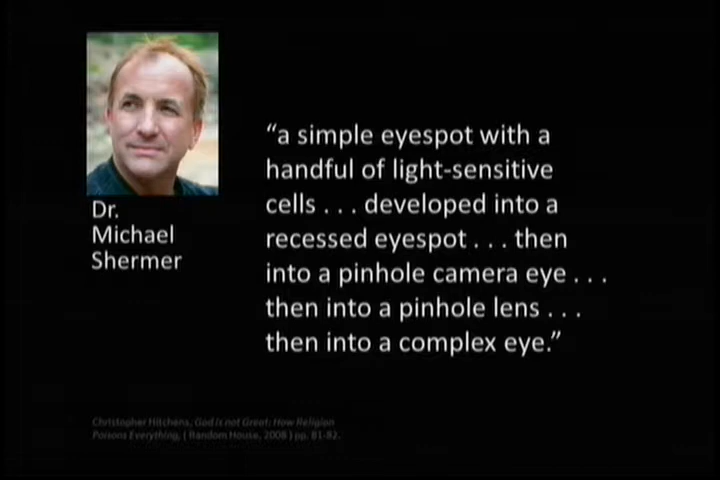 Dr.
Michael
Shermer
“a simple eyespot with a
handful of light-sensitive
cells . . . developed into a
recessed eyespot . . . then
into a pinhole camera eye . . .
then into a pinhole lens . . .
then into a complex eye.”
Christopher Hitchens, God is not Great: How Religion
Poisons Everything, ( Random House, 2008 ) pp. 81-82.